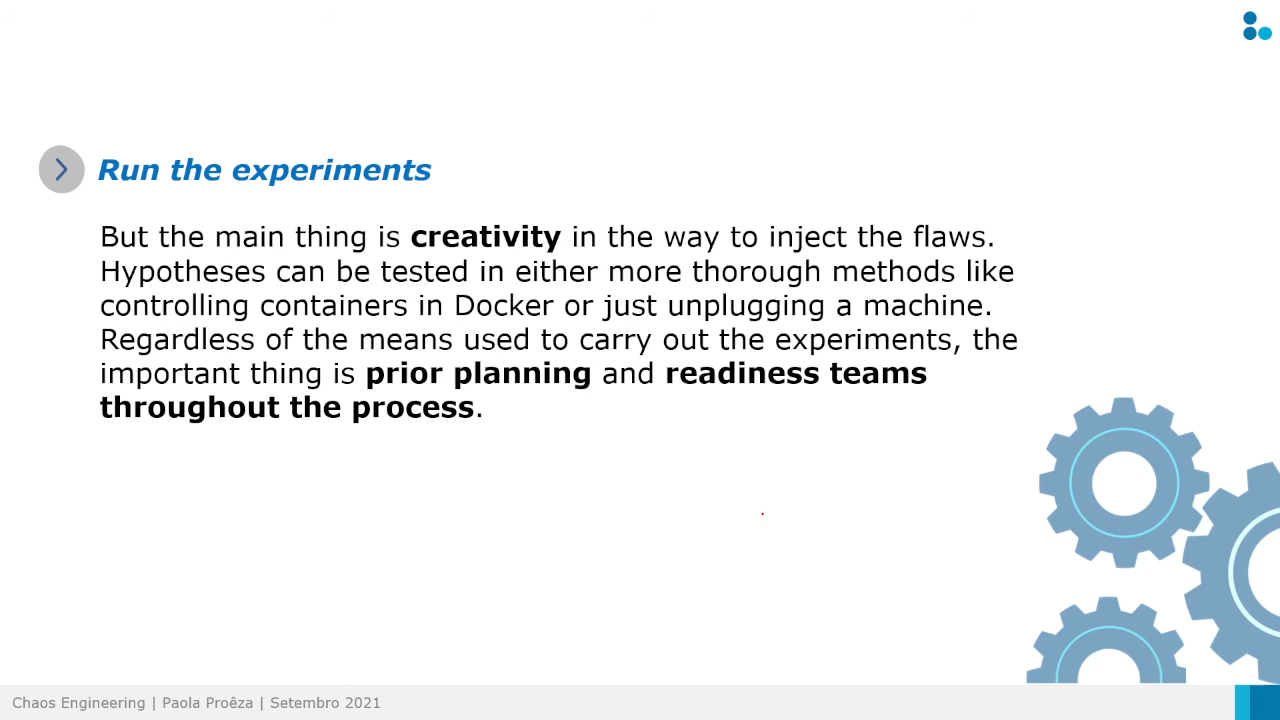 Run the experiments
But the main thing is creativity in the way to inject the flaws.
Hypotheses can be tested in either more thorough methods like
controlling containers in Docker or just unplugging a machine.
Regardless of the means used to carry out the experiments, the
important thing is prior planning and readiness teams
throughout the process.
Chaos Engineering | Paola Proêza | Setembro 2021